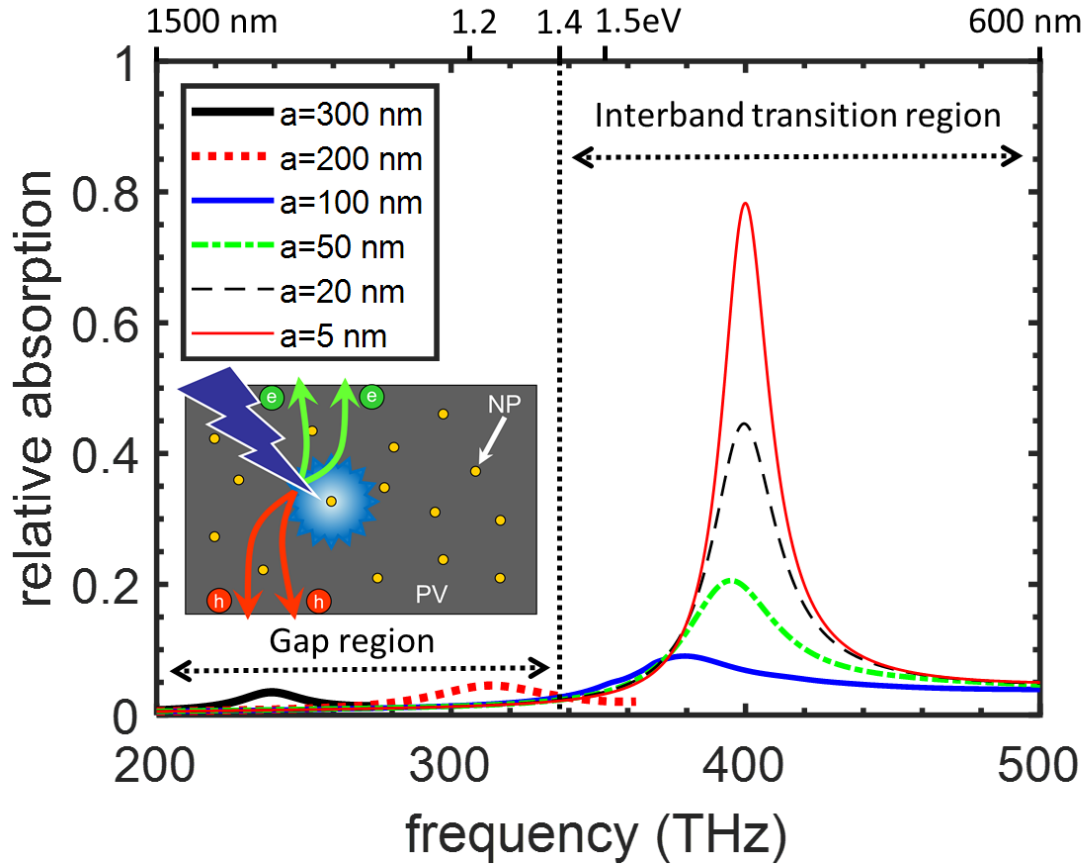 1500 nm 1.2 1.4 1.5eV 600 nm
1
0.8
0.6
0.4
0.2
0
relative absorption
a=300 nm
a=200 nm
a=100 nm
a=50 nm
a=20 nm
a=5 nm
Interband transition region
e e
NP
h h
PV
Gap region
200 300 400 500
frequency (THz)